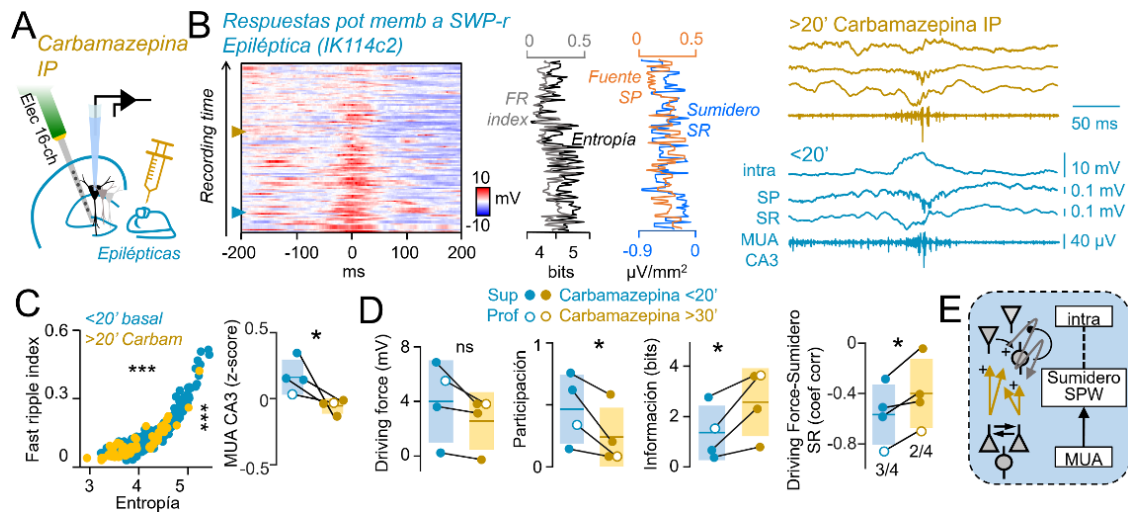 A
Carbamazepina
IP
Elec 16-ch
Epilépticas
B
Respuestas pot memb a SWP-r
Epiléptica (IK114c2)
Recording time
-200 -100 0 100 200
ms
10
mV
-10
0 0.5
FR
index
Entropía
4 5
bits
0 0.5
Fuente
SP
Sumidero
SR
-0.9 0
µV/mm²
>20' Carbamazepina IP
50 ms
<20'
intra
10 mV
SP
0.1 mV
SR
0.1 mV
MUA
CA3
40 µV
C
<20' basal
>20' Carbam
***
***
Fast ripple index
0.6
0.3
0
3 4 5
Entropía
MUA CA3 (z-score)
0.5
0
-0.5
*
D
Sup Carbamazepina <20'
Prof Carbamazepina >30'
Driving force (mV)
8
4
0
ns
Participación
1
0
*
Información (bits)
4
2
0
*
Driving Force-Sumidero
SR (coef corr)
0
-0.4
-0.8
*
3/4
2/4
E
intra
+
+
+
+
Sumidero
SPW
MUA